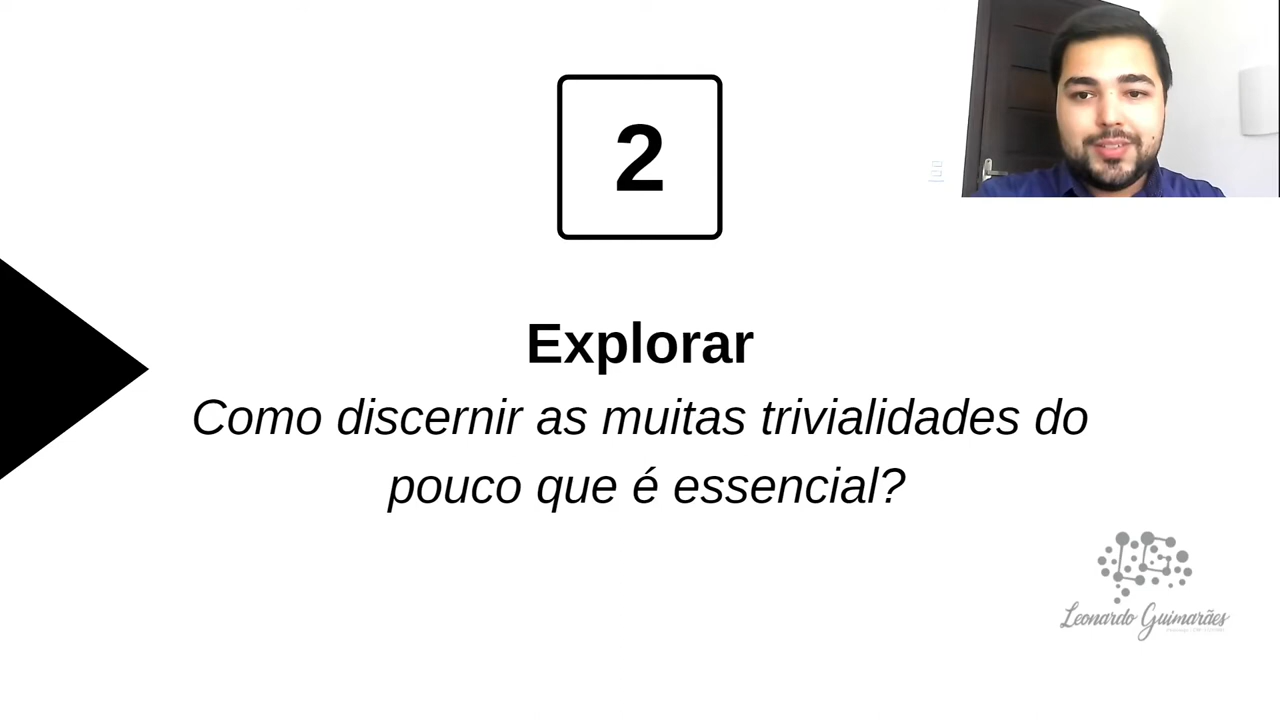 2
Explorar
Como discernir as muitas trivialidades do
pouco que é essencial?
Leonardo Guimarães